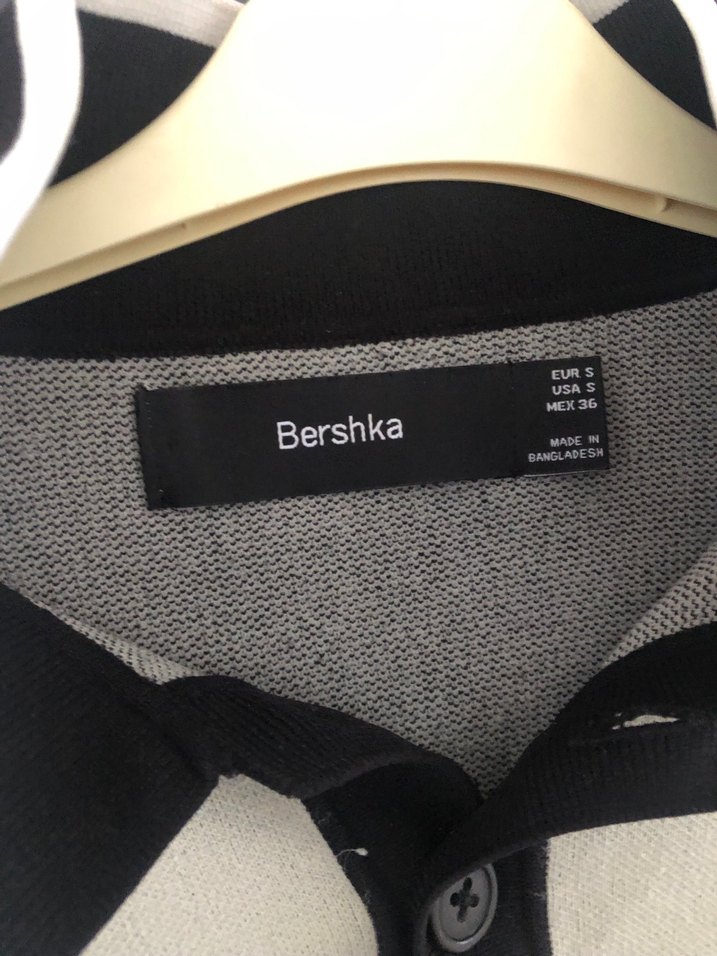 Bershka
EUR S
USA S
MEX 36
MADE IN
BANGLADESH